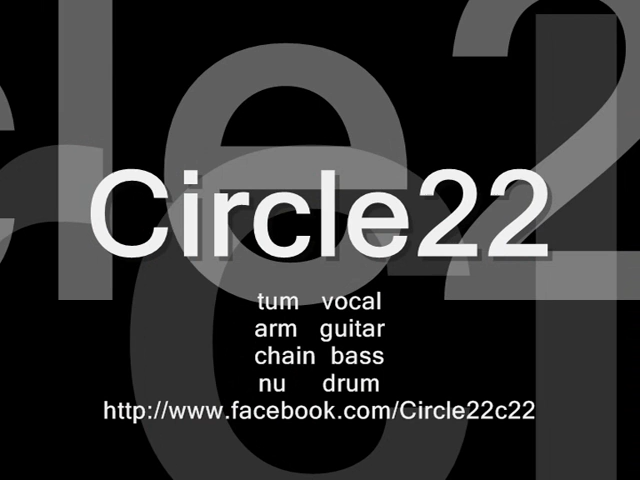 Circle22
tum vocal
arm guitar
chain bass
nu drum
http://www.facebook.com/Circle22c22